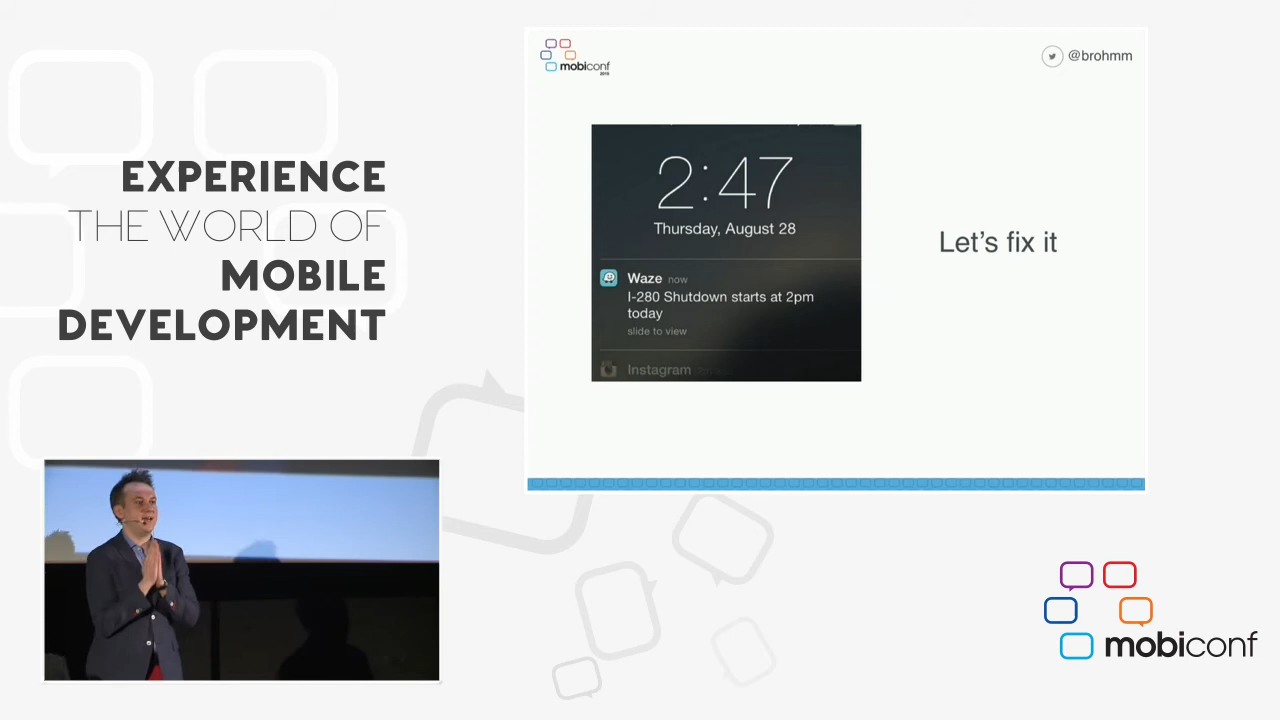 EXPERIENCE
THE WORLD OF
MOBILE
DEVELOPMENT
mobiconf
2015
@brohmm
2:47
Thursday, August 28
Waze now
I-280 Shutdown starts at 2pm
today
slide to view
Instagram
Let's fix it
mobiconf